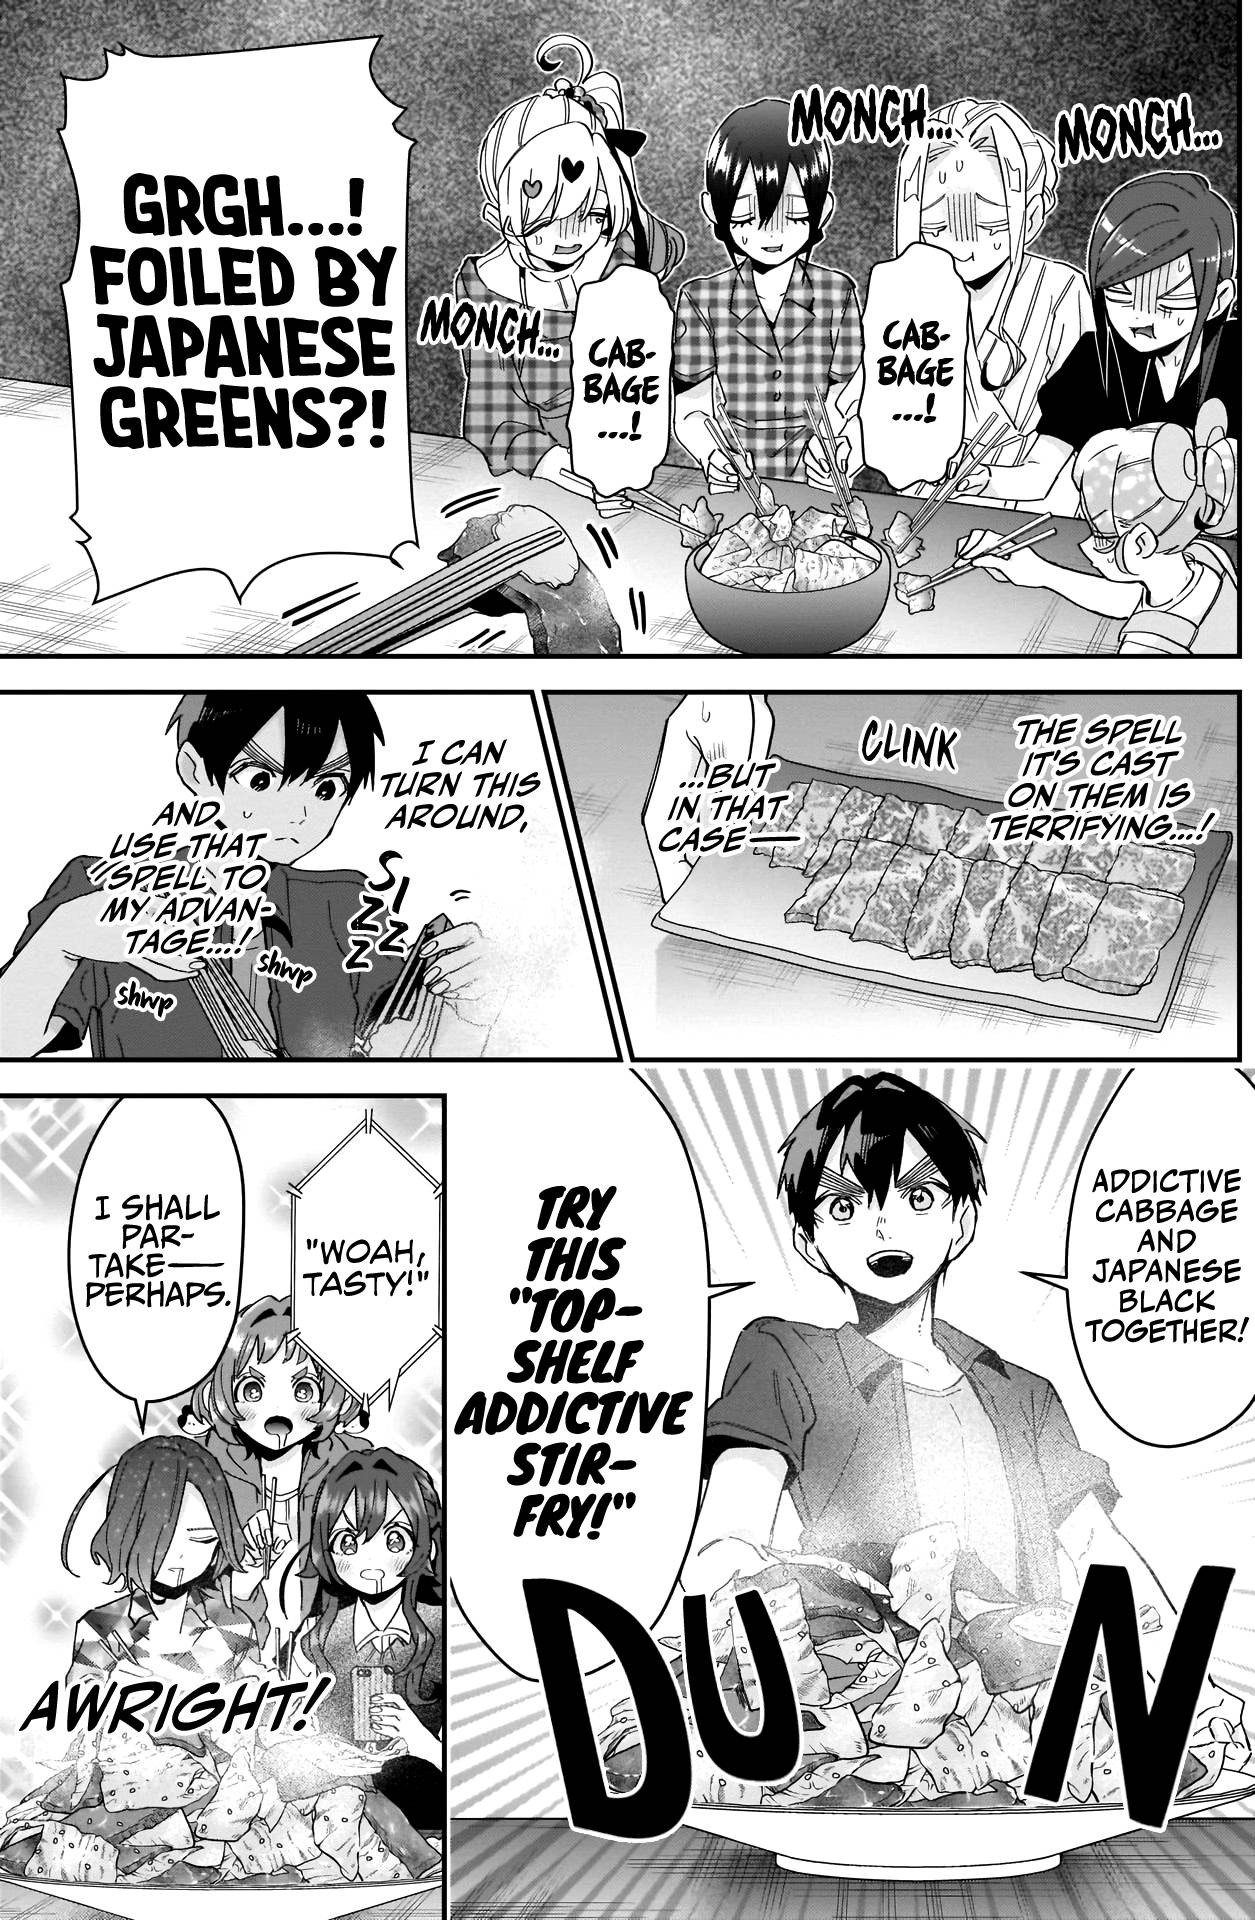 MONCH...
MONCH...
GRGH...!
FOILED BY
JAPANESE
GREENS?!
MONCH...
CAB-
BAGE
...!
CAB-
BAGE
...!
THE SPELL
IT'S CAST
ON THEM IS
TERRIFYING...!
CLINK
...BUT
IN THAT
CASE——
I CAN
TURN THIS
AROUND,
AND
USE THAT
SPELL TO
MY ADVAN-
TAGE...!
SIZZ
ZZ
shwp
shwp
ADDICTIVE
CABBAGE
AND
JAPANESE
BLACK
TOGETHER!
TRY
THIS
"TOP-
SHELF
ADDICTIVE
STIR-
FRY!"
DUN
"WOAH,
TASTY!"
I SHALL
PAR-
TAKE——
PERHAPS.
AWRIGHT!